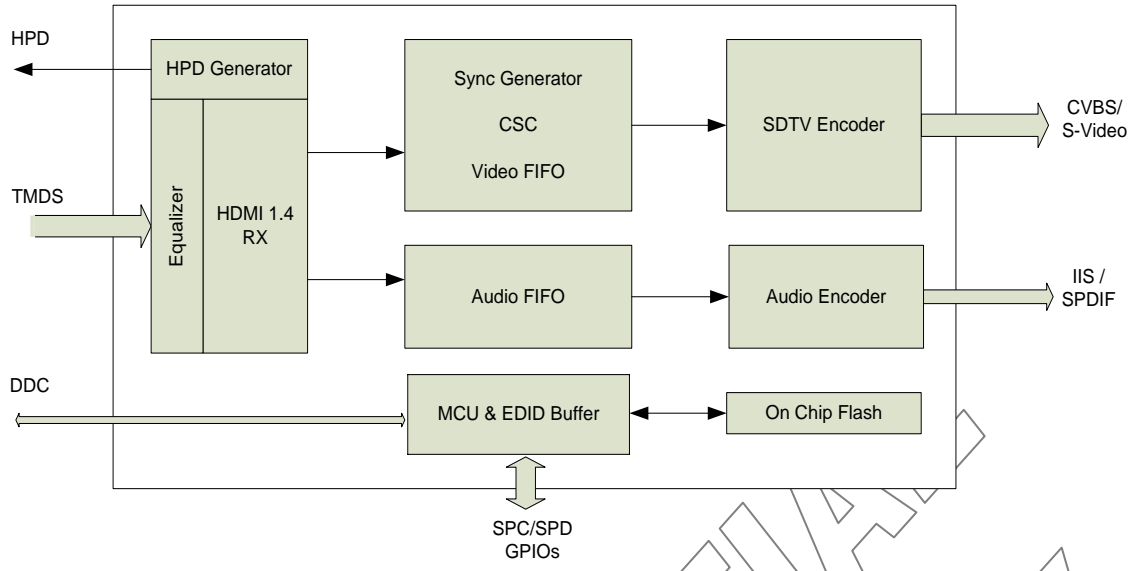 HPD
HPD Generator
Equalizer
HDMI 1.4
RX
TMDS
Sync Generator
CSC
Video FIFO
SDTV Encoder
CVBS/
S-Video
Audio FIFO
Audio Encoder
IIS /
SPDIF
DDC
MCU & EDID Buffer
On Chip Flash
SPC/SPD
GPIOs